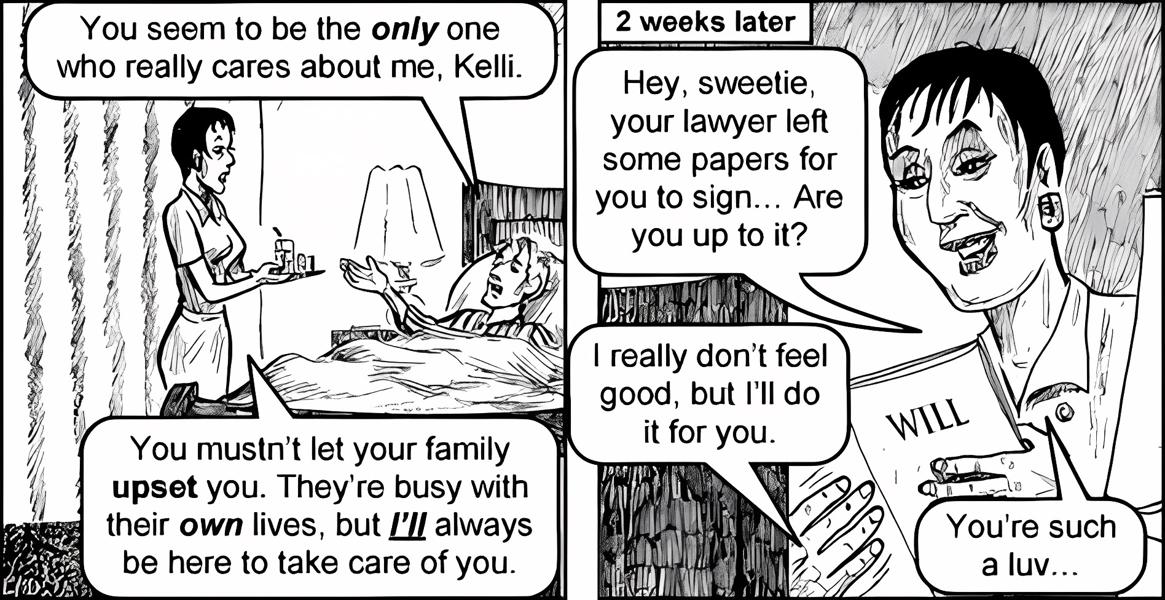 You seem to be the only one
who really cares about me, Kelli.
You mustn't let your family
upset you. They're busy with
their own lives, but I'll always
be here to take care of you.
2 weeks later
Hey, sweetie,
your lawyer left
some papers for
you to sign... Are
you up to it?
I really don't feel
good, but I'll do
it for you.
WILL
You're such
a luv...